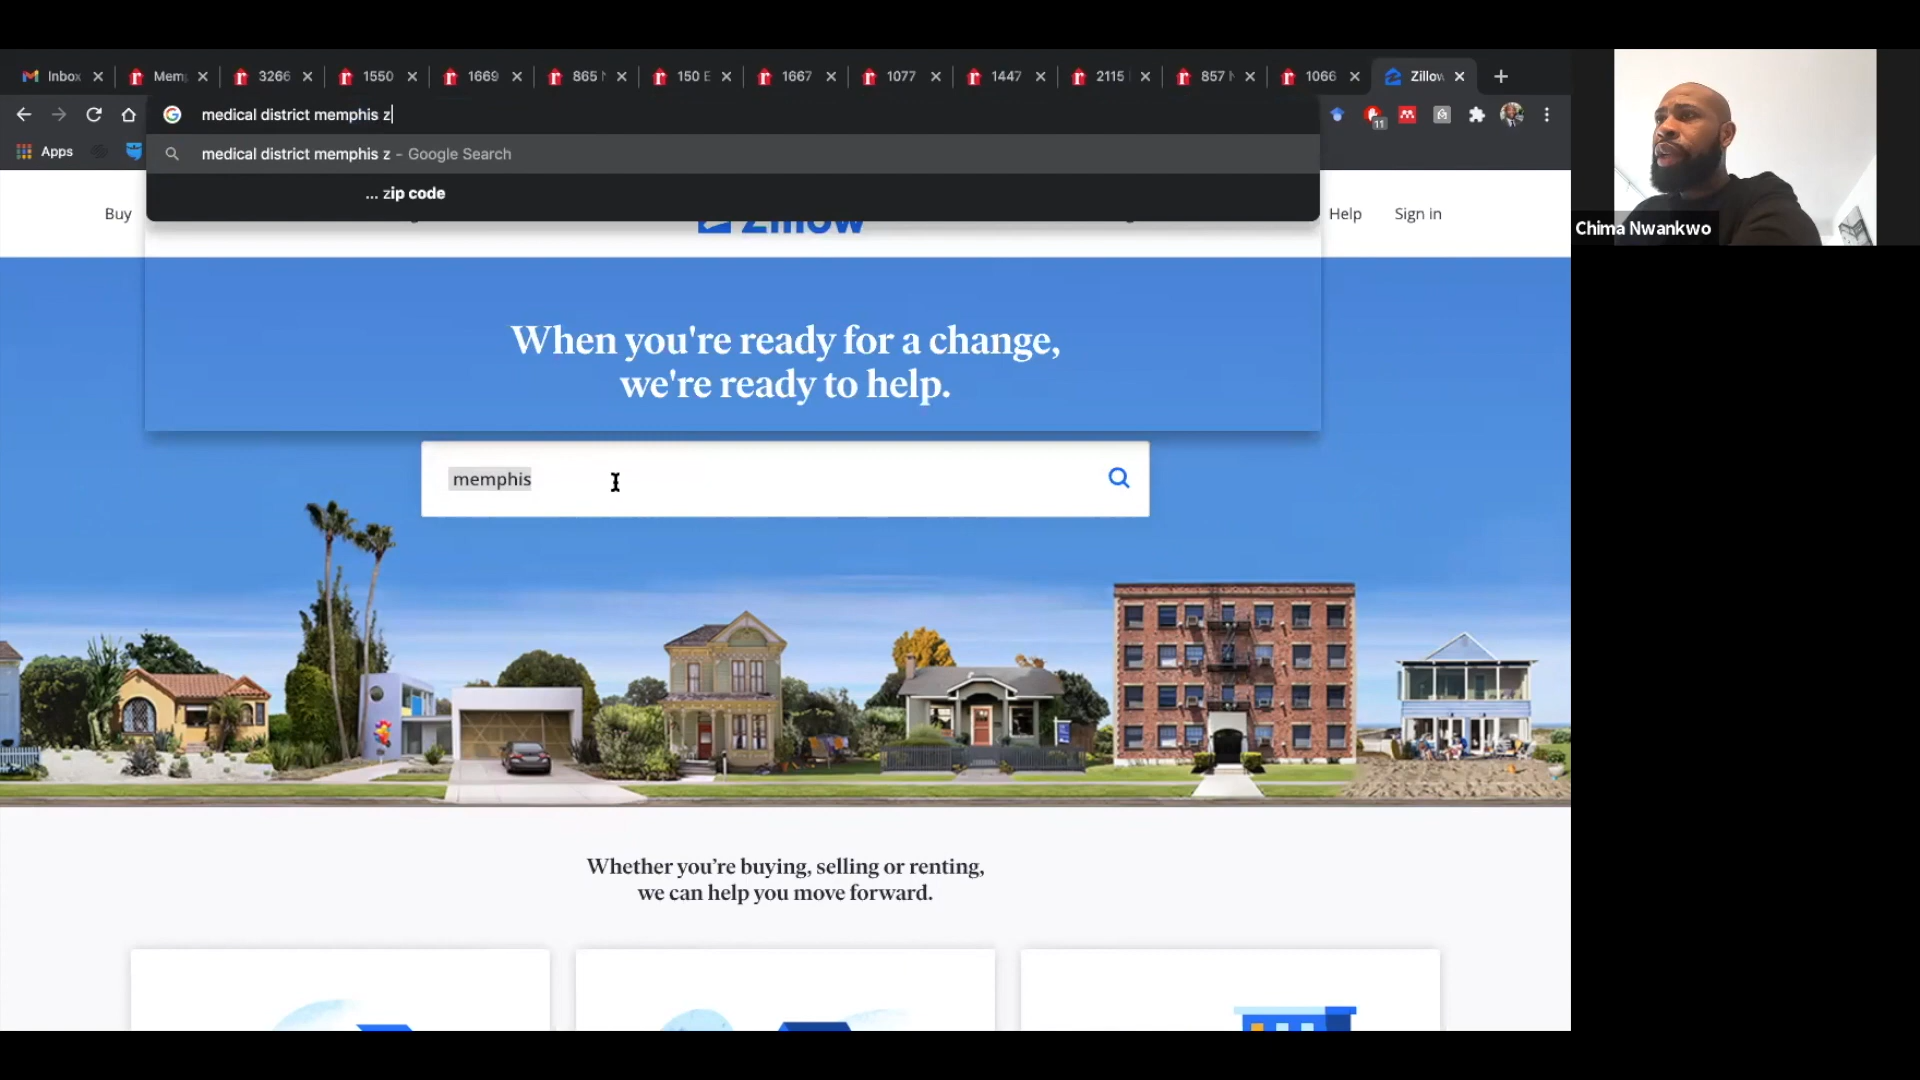 Inbox
Mem
3266
1550
1669
865
150 E
1667
1077
1447
2115
857
1066
Zillow
medical district memphis z
11
Apps
medical district memphis z - Google Search
... zip code
Buy
Zillow
Help
Sign in
Chima Nwankwo
When you're ready for a change,
we're ready to help.
memphis
Whether you're buying, selling or renting,
we can help you move forward.